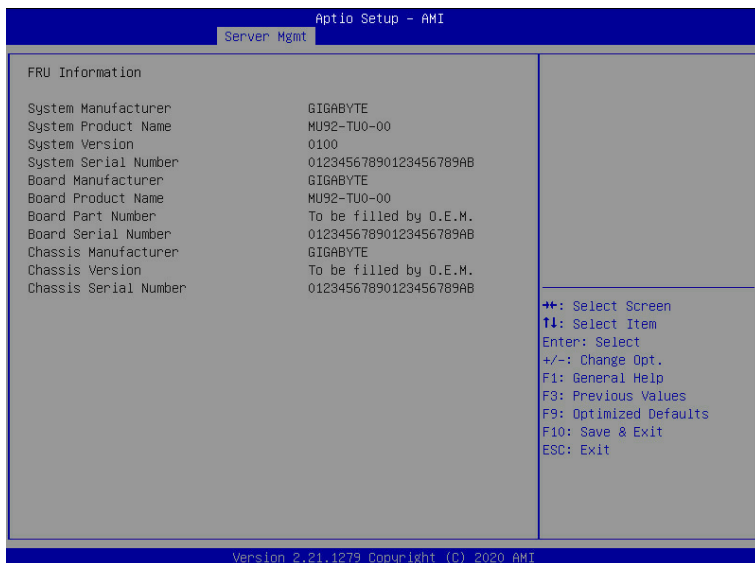 Aptio Setup - AMI
Server Mgmt
FRU Information
System Manufacturer GIGABYTE
System Product Name MU92-TU0-00
System Version 0100
System Serial Number 01234567890123456789AB
Board Manufacturer GIGABYTE
Board Product Name MU92-TU0-00
Board Part Number To be filled by O.E.M.
Board Serial Number 01234567890123456789AB
Chassis Manufacturer GIGABYTE
Chassis Version To be filled by O.E.M.
Chassis Serial Number 01234567890123456789AB
→←: Select Screen
↑↓: Select Item
Enter: Select
+/-: Change Opt.
F1: General Help
F3: Previous Values
F9: Optimized Defaults
F10: Save & Exit
ESC: Exit
Version 2.21.1279 Copyright (C) 2020 AMI